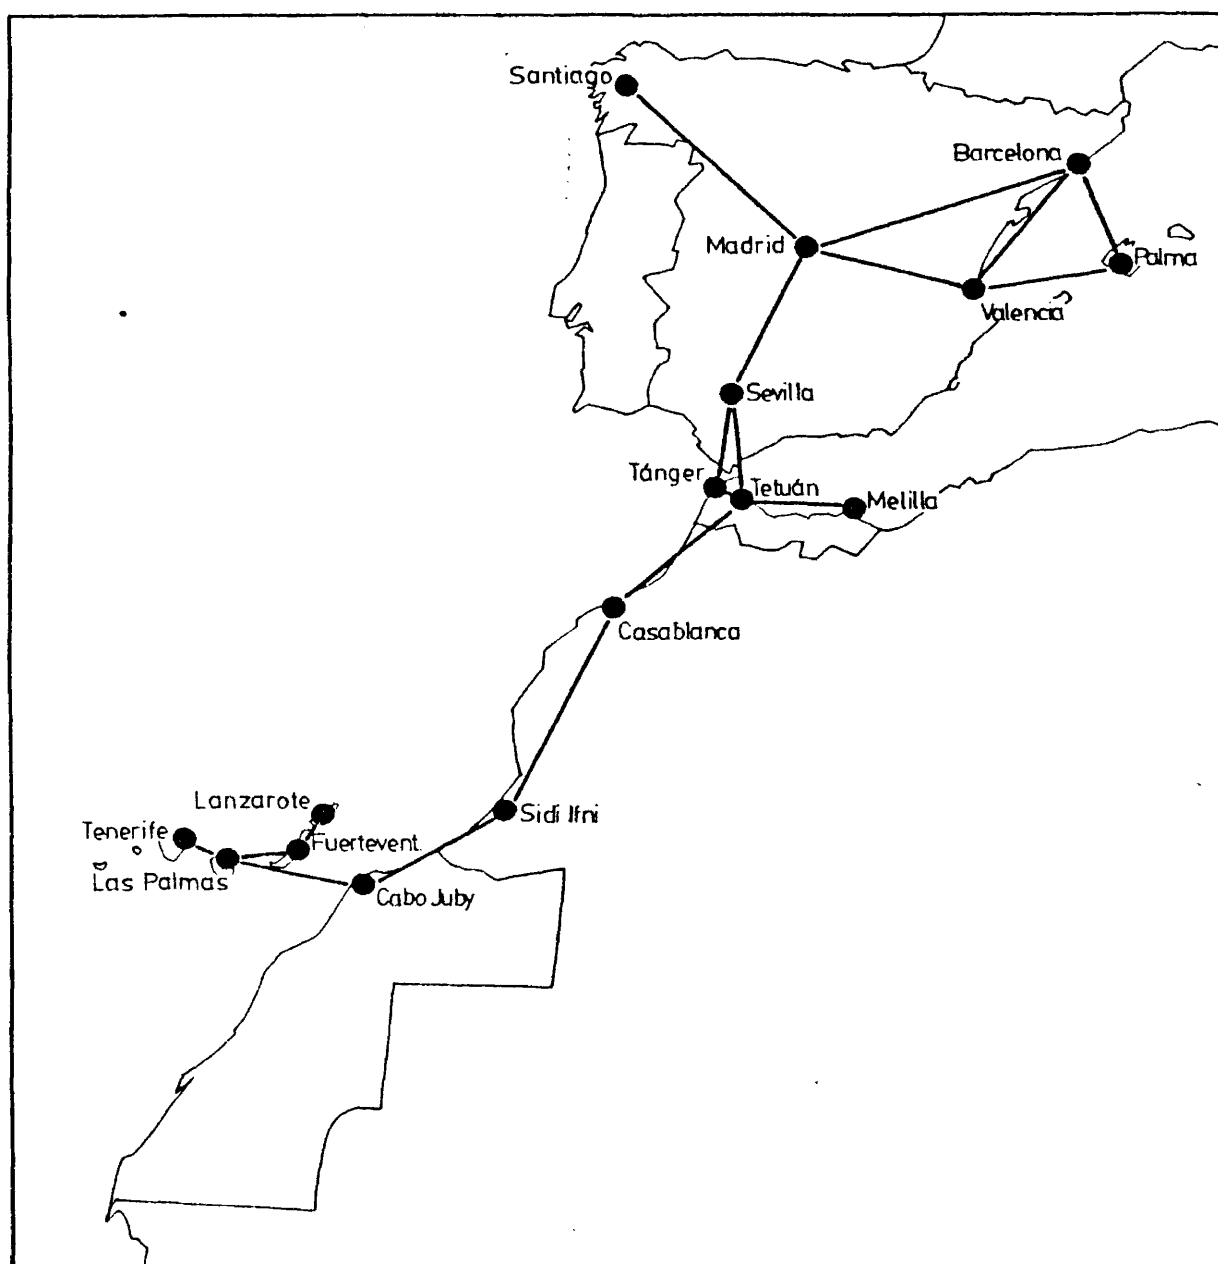 Santiago
Barcelona
Madrid
Palma
Valencia
Sevilla
Tánger
Tetuán
Melilla
Casablanca
Lanzarote
Sidi Ifni
Tenerife
Fuertevent.
Las Palmas
Cabo Juby